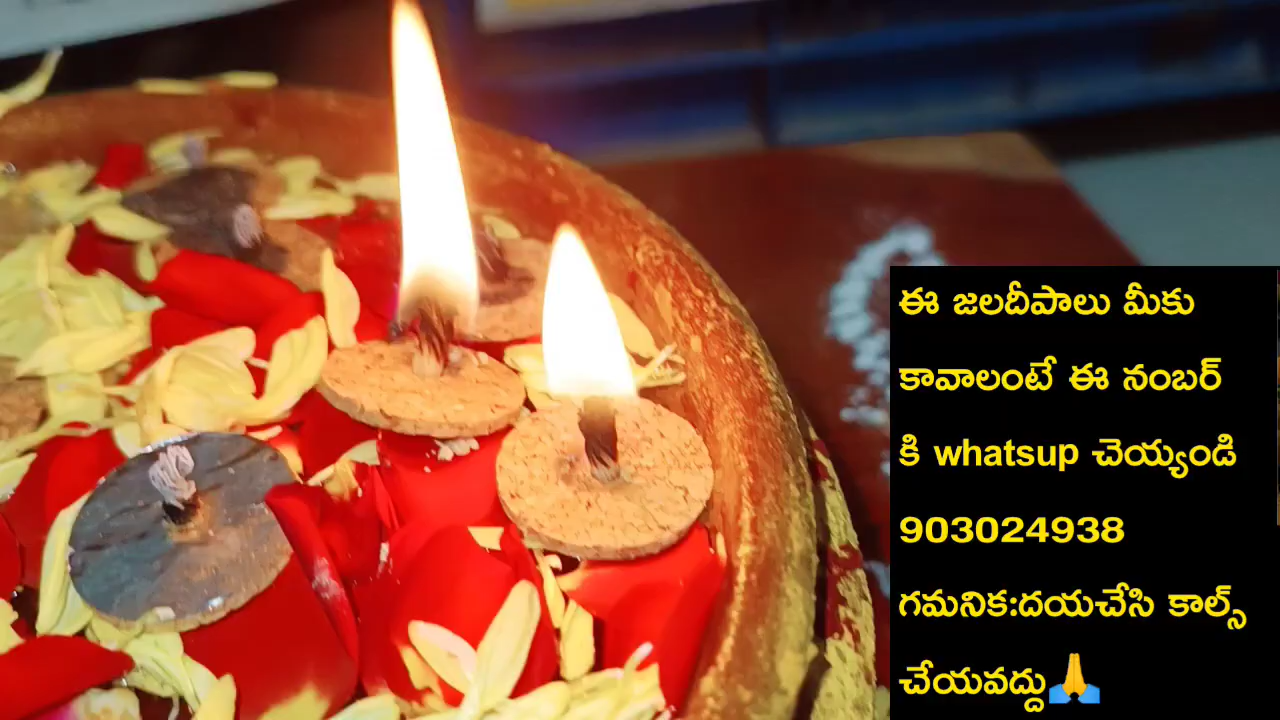 ఈ జలదీపాలు మీకు
కావాలంటే ఈ నంబర్
కి whatsup చెయ్యండి
903024938
గమనిక:దయచేసి కాల్స్
చేయవద్దు🙏